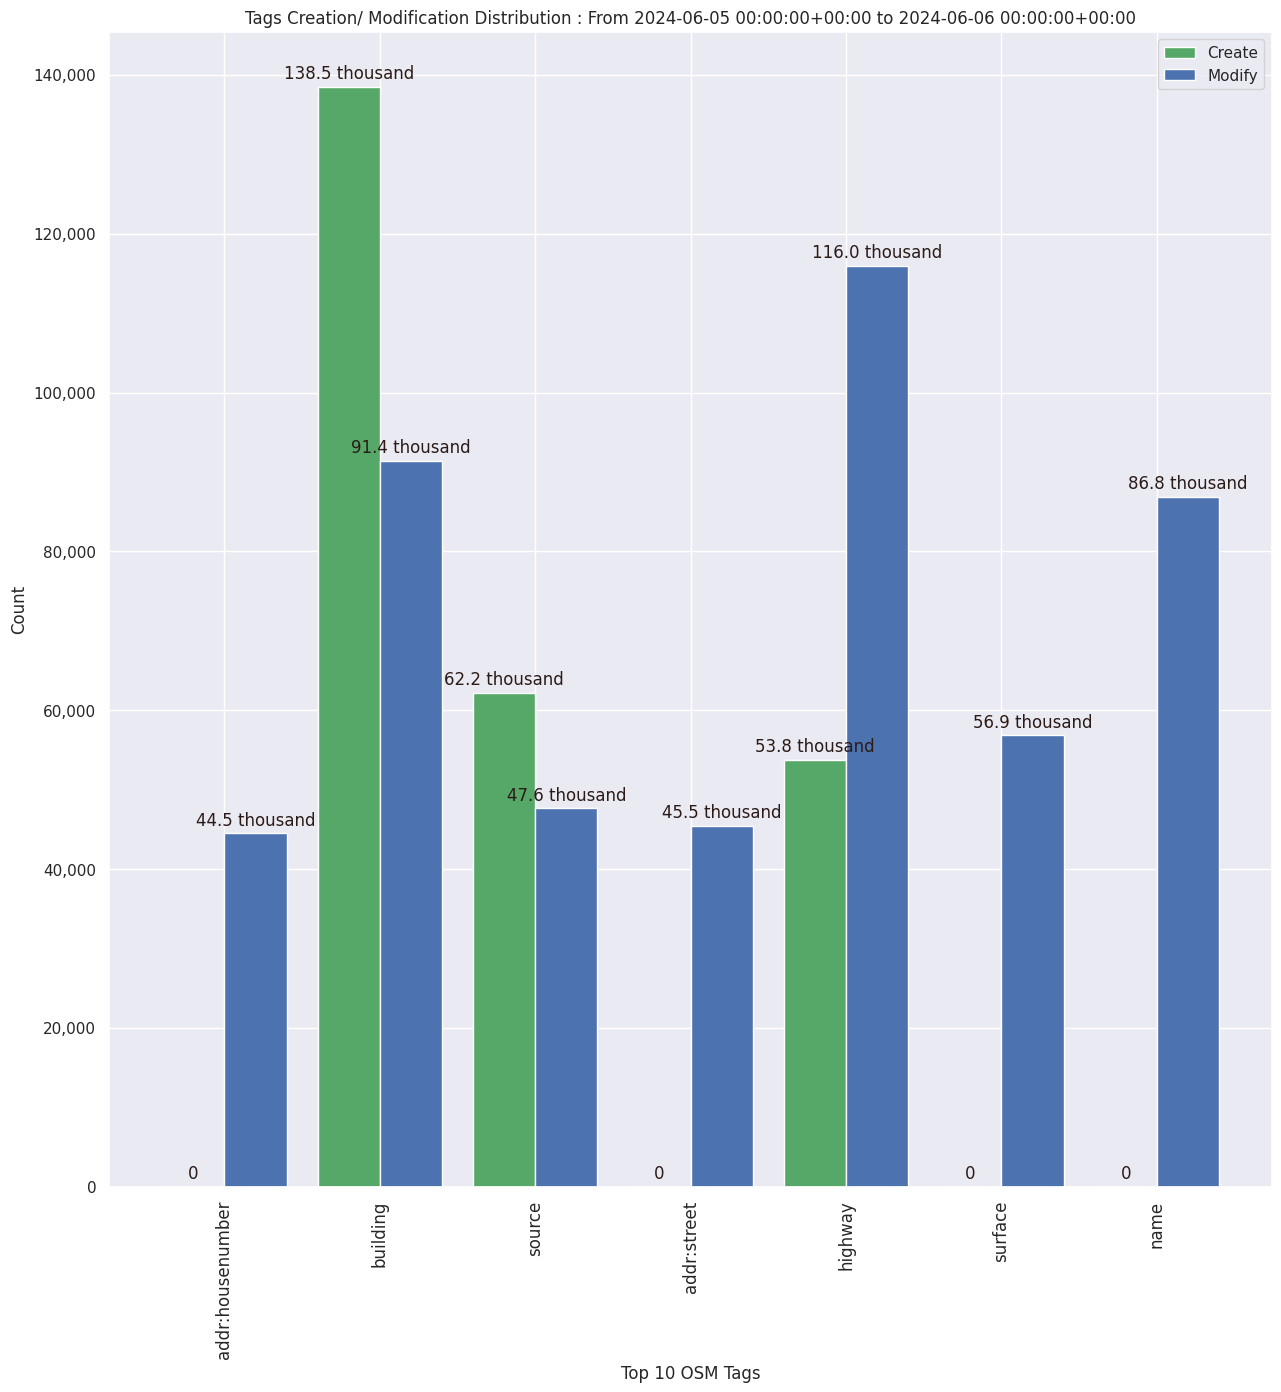 Tags Creation/ Modification Distribution : From 2024-06-05 00:00:00+00:00 to 2024-06-06 00:00:00+00:00
Create
Modify
140,000
120,000
100,000
80,000
60,000
40,000
20,000
0
Count
138.5 thousand
116.0 thousand
91.4 thousand
86.8 thousand
62.2 thousand
53.8 thousand
56.9 thousand
47.6 thousand
44.5 thousand
45.5 thousand
0
0
0
0
addr:housenumber
building
source
addr:street
highway
surface
name
Top 10 OSM Tags